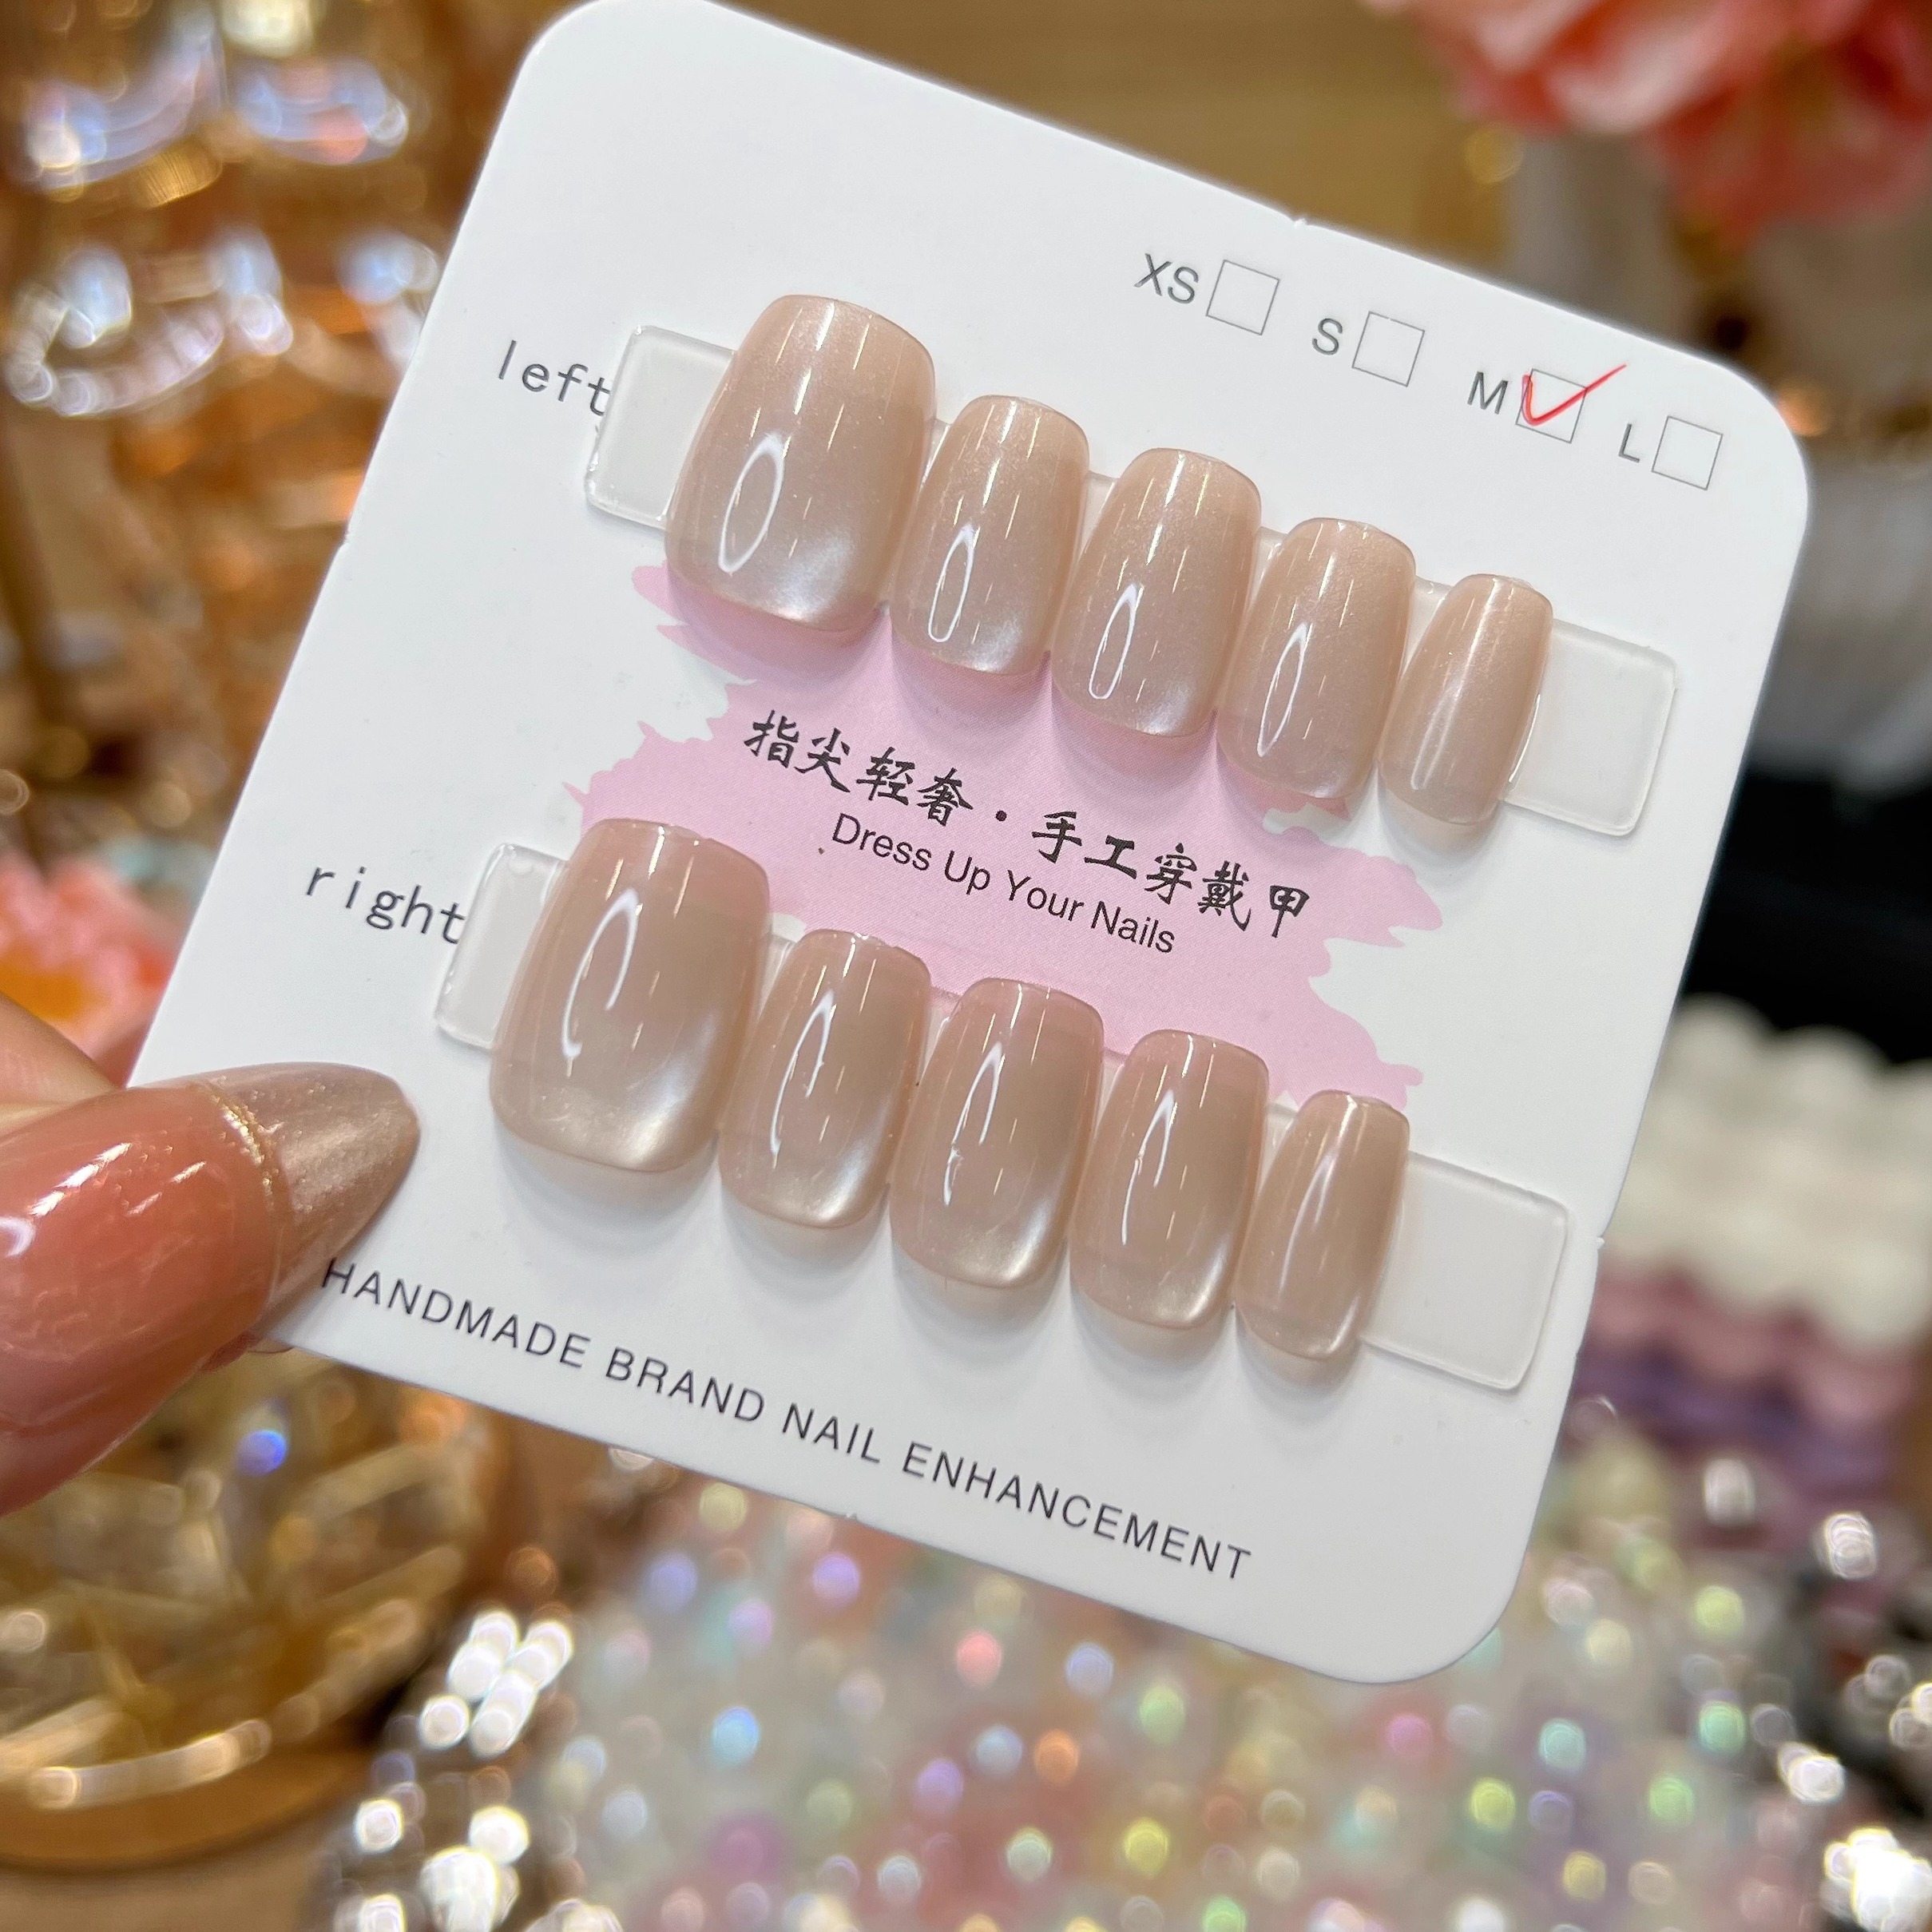 XS S M L
left
指尖轻奢·手工穿戴甲
Dress Up Your Nails
right
HANDMADE BRAND NAIL ENHANCEMENT